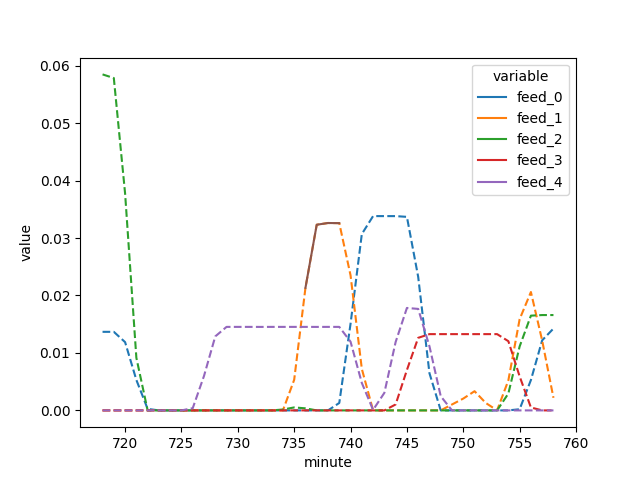 variable
feed_0
feed_1
feed_2
feed_3
feed_4
value
0.06
0.05
0.04
0.03
0.02
0.01
0.00
720 725 730 735 740 745 750 755 760
minute